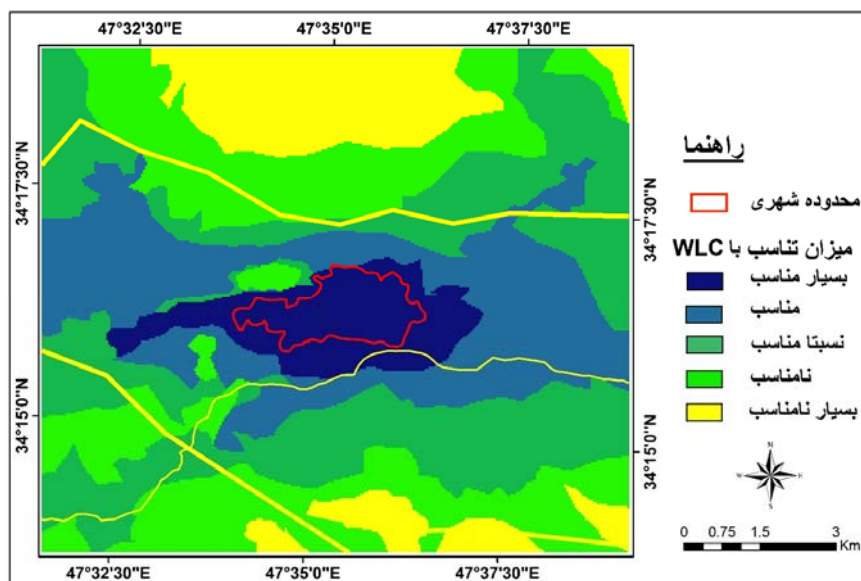 47°32'30"E 47°35'0"E 47°37'30"E
34°17'30"N
34°15'0"N
34°17'30"N
34°15'0"N
47°32'30"E 47°35'0"E 47°37'30"E
راهنما
محدوده شهری
میزان تناسب با WLC
بسیار مناسب
مناسب
نسبتا مناسب
نامناسب
بسیار نامناسب
N
W
S
0 0.75 1.5 3
Km